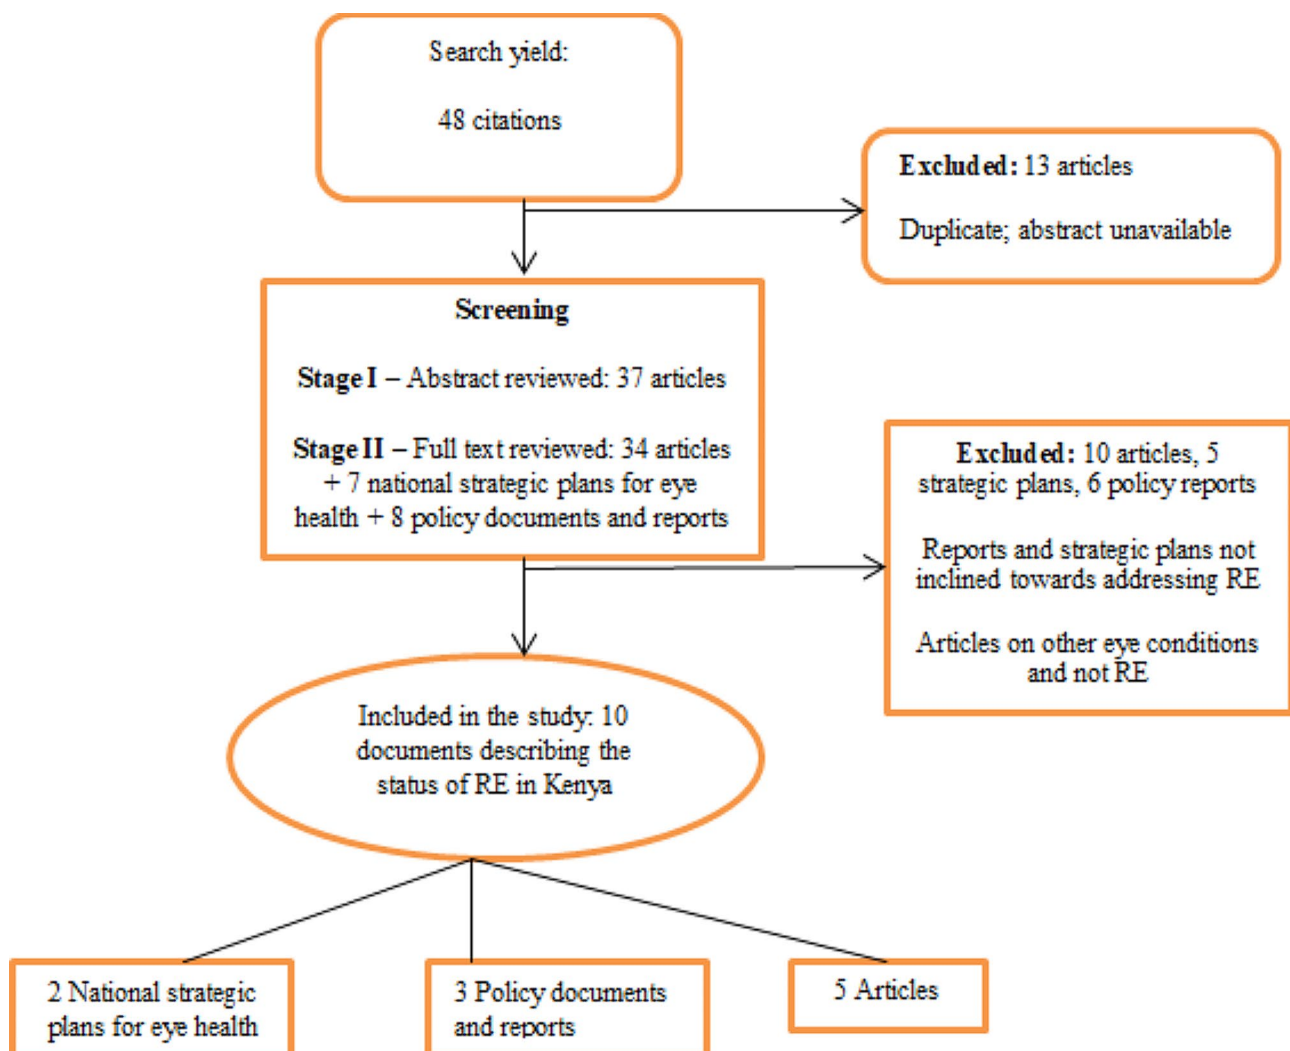 Search yield:
48 citations
Excluded: 13 articles
Duplicate; abstract unavailable
Screening
Stage I – Abstract reviewed: 37 articles
Stage II – Full text reviewed: 34 articles
+ 7 national strategic plans for eye
health + 8 policy documents and reports
Excluded: 10 articles, 5
strategic plans, 6 policy reports
Reports and strategic plans not
inclined towards addressing RE
Articles on other eye conditions
and not RE
Included in the study: 10
documents describing the
status of RE in Kenya
2 National strategic
plans for eye health
3 Policy documents
and reports
5 Articles